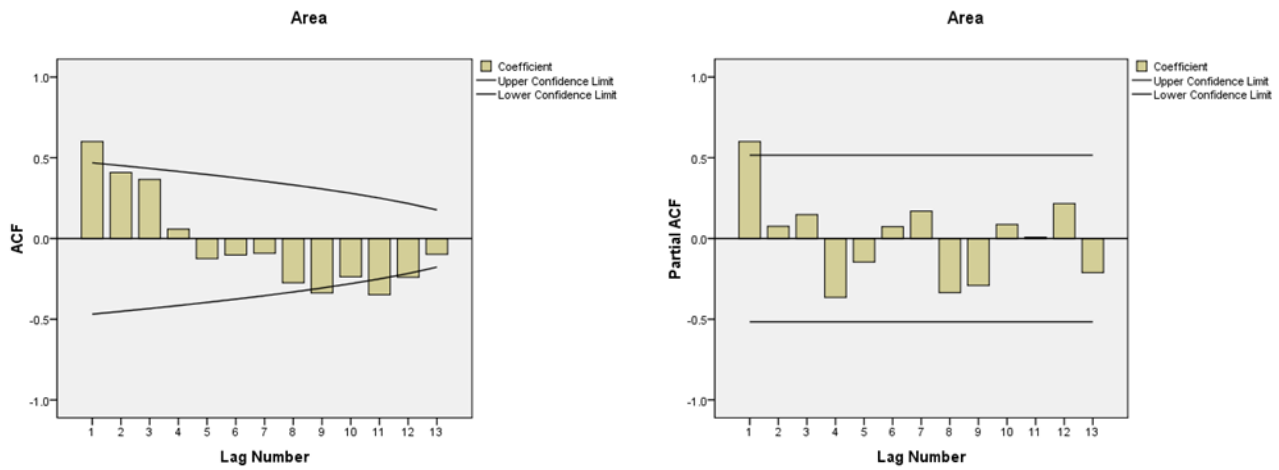 Area
Coefficient
Upper Confidence Limit
Lower Confidence Limit
ACF
1.0
0.5
0.0
-0.5
-1.0
1 2 3 4 5 6 7 8 9 10 11 12 13
Lag Number
Area
Coefficient
Upper Confidence Limit
Lower Confidence Limit
Partial ACF
1.0
0.5
0.0
-0.5
-1.0
1 2 3 4 5 6 7 8 9 10 11 12 13
Lag Number